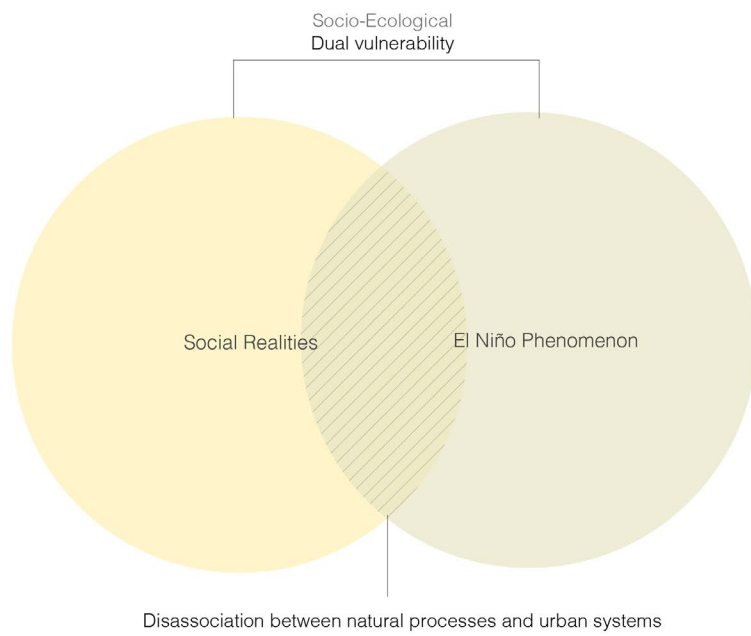 Socio-Ecological
Dual vulnerability
Social Realities
El Niño Phenomenon
Disassociation between natural processes and urban systems